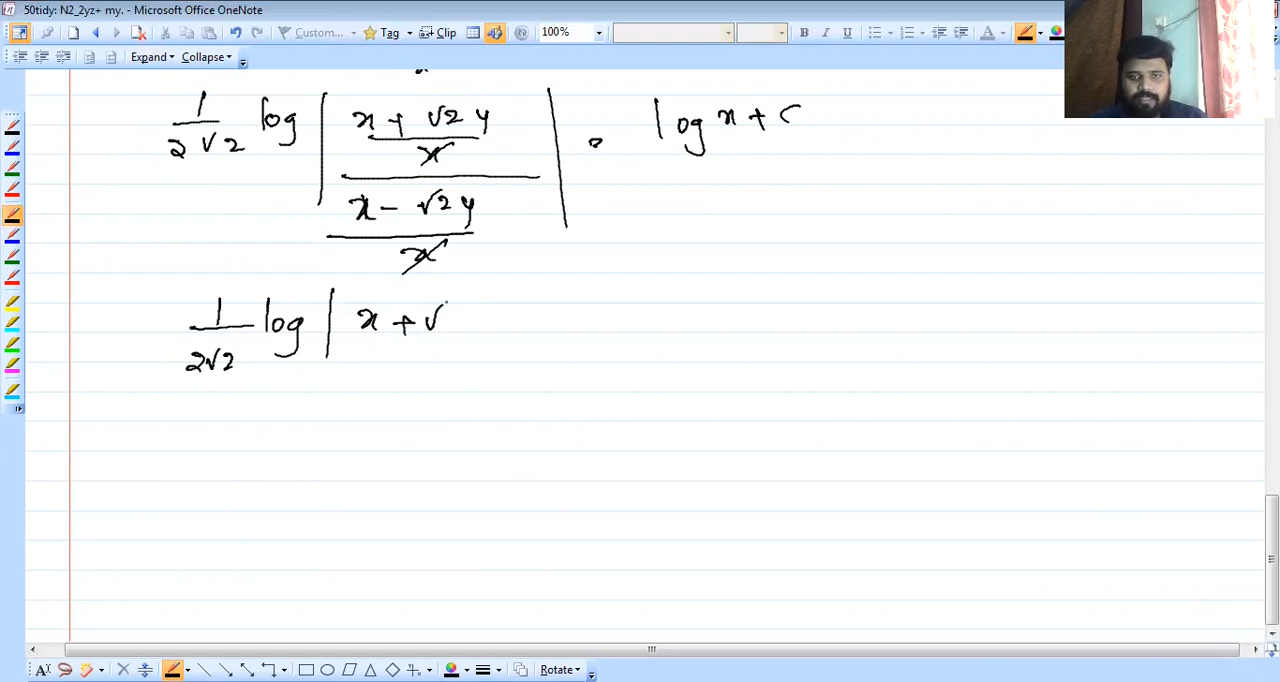 50tidy: N2_2yz+ my. - Microsoft Office OneNote
Custom... Tag Clip 100% B I U A
Expand Collapse
1/(2√2) log | ((x + √2 y)/x) / ((x - √2 y)/x) | = log x + c
1/(2√2) log | x + √
Rotate